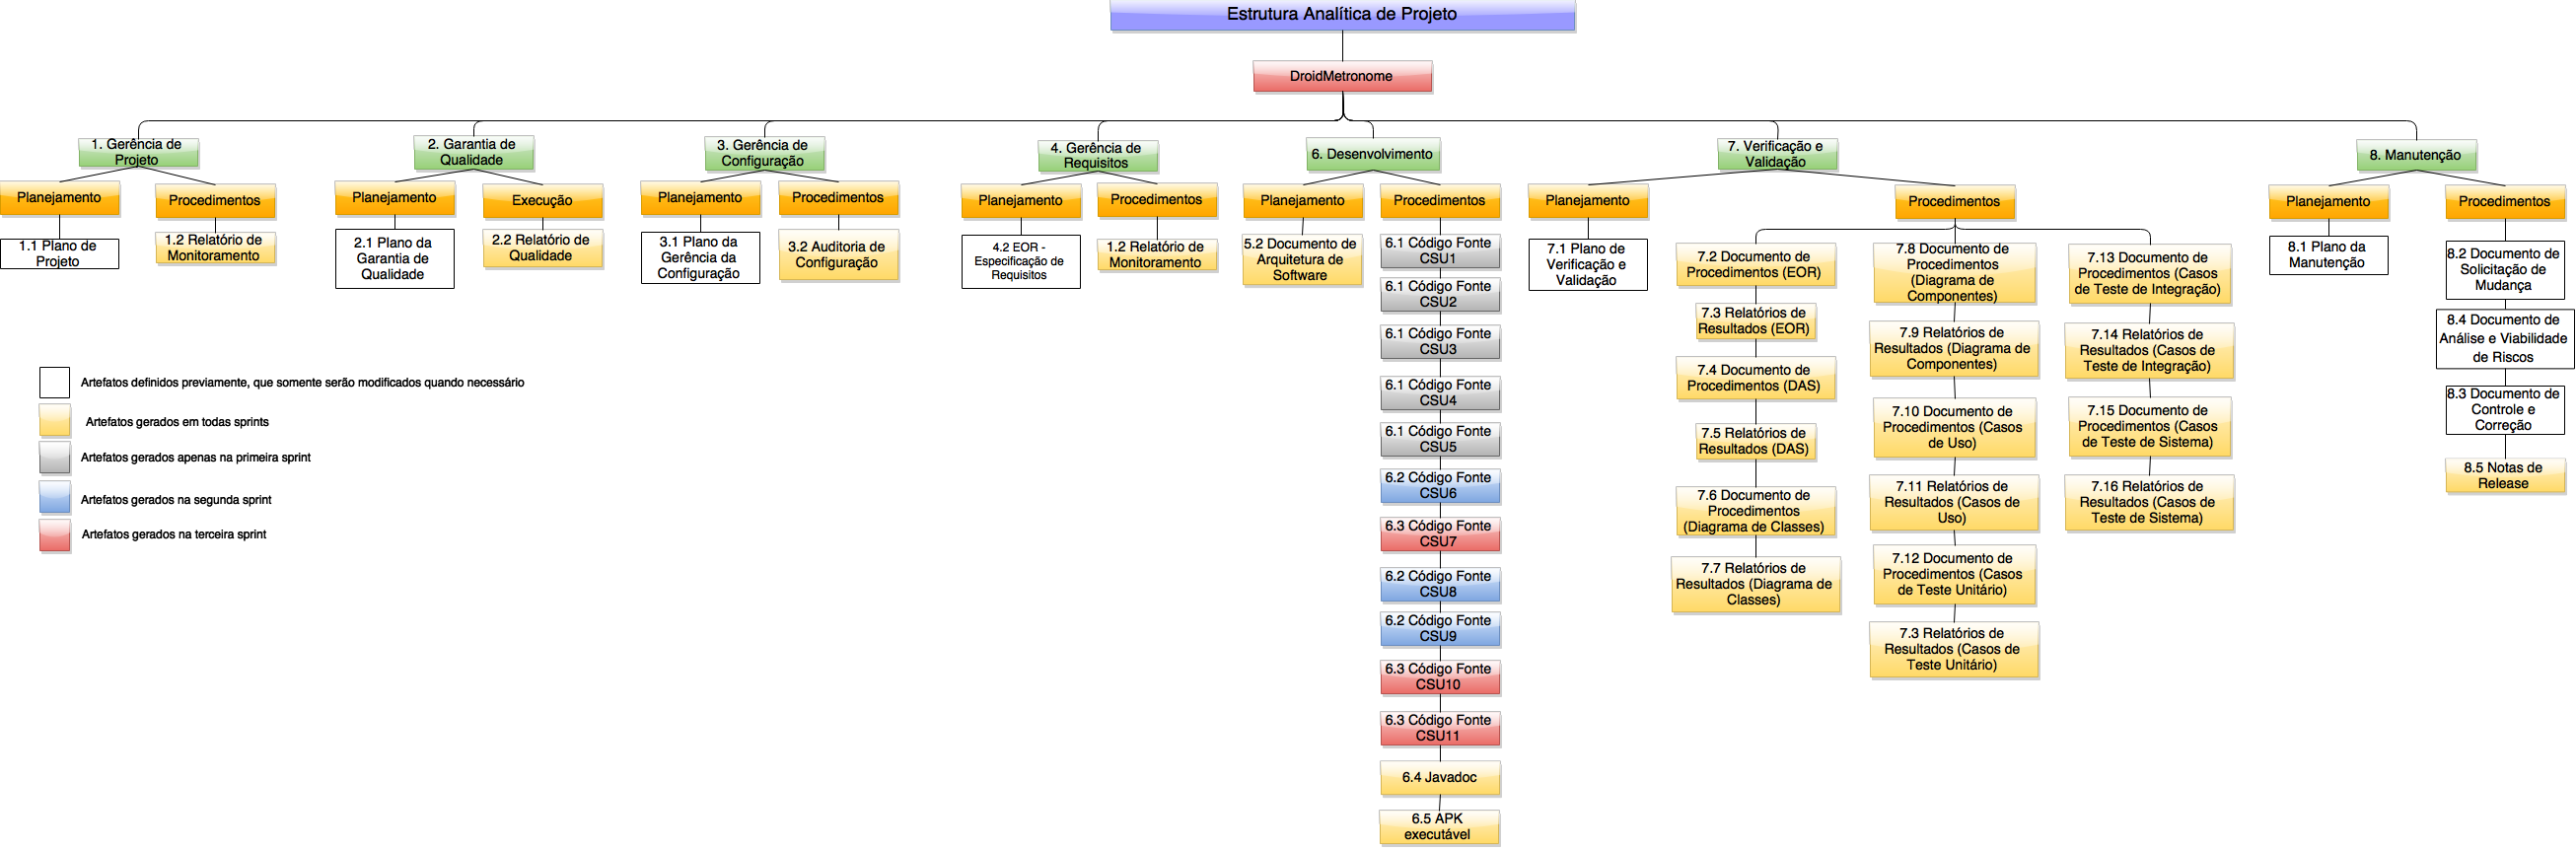 Estrutura Analítica de Projeto
DroidMetronome
1. Gerência de
Projeto
Planejamento
1.1 Plano de
Projeto
Procedimentos
1.2 Relatório de
Monitoramento
2. Garantia de
Qualidade
Planejamento
2.1 Plano da
Garantia de
Qualidade
Execução
2.2 Relatório de
Qualidade
3. Gerência de
Configuração
Planejamento
3.1 Plano da
Gerência da
Configuração
Procedimentos
3.2 Auditoria de
Configuração
4. Gerência de
Requisitos
Planejamento
4.2 EOR -
Especificação de
Requisitos
Procedimentos
1.2 Relatório de
Monitoramento
6. Desenvolvimento
Planejamento
5.2 Documento de
Arquitetura de
Software
Procedimentos
6.1 Código Fonte
CSU1
6.1 Código Fonte
CSU2
6.1 Código Fonte
CSU3
6.1 Código Fonte
CSU4
6.1 Código Fonte
CSU5
6.2 Código Fonte
CSU6
6.3 Código Fonte
CSU7
6.2 Código Fonte
CSU8
6.2 Código Fonte
CSU9
6.3 Código Fonte
CSU10
6.3 Código Fonte
CSU11
6.4 Javadoc
6.5 APK
executável
7. Verificação e
Validação
Planejamento
7.1 Plano de
Verificação e
Validação
Procedimentos
7.2 Documento de
Procedimentos (EOR)
7.3 Relatórios de
Resultados (EOR)
7.4 Documento de
Procedimentos (DAS)
7.5 Relatórios de
Resultados (DAS)
7.6 Documento de
Procedimentos
(Diagrama de Classes)
7.7 Relatórios de
Resultados (Diagrama de
Classes)
7.8 Documento de
Procedimentos
(Diagrama de
Componentes)
7.9 Relatórios de
Resultados (Diagrama de
Componentes)
7.10 Documento de
Procedimentos (Casos
de Uso)
7.11 Relatórios de
Resultados (Casos de
Uso)
7.12 Documento de
Procedimentos (Casos
de Teste Unitário)
7.3 Relatórios de
Resultados (Casos de
Teste Unitário)
7.13 Documento de
Procedimentos (Casos
de Teste de Integração)
7.14 Relatórios de
Resultados (Casos de
Teste de Integração)
7.15 Documento de
Procedimentos (Casos
de Teste de Sistema)
7.16 Relatórios de
Resultados (Casos de
Teste de Sistema)
8. Manutenção
Planejamento
8.1 Plano da
Manutenção
Procedimentos
8.2 Documento de
Solicitação de
Mudança
8.4 Documento de
Análise e Viabilidade
de Riscos
8.3 Documento de
Controle e
Correção
8.5 Notas de
Release
Artefatos definidos previamente, que somente serão modificados quando necessário
Artefatos gerados em todas sprints
Artefatos gerados apenas na primeira sprint
Artefatos gerados na segunda sprint
Artefatos gerados na terceira sprint